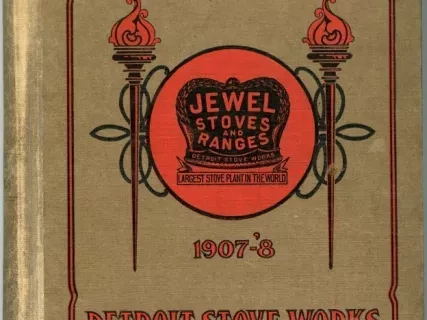 JEWEL
STOVES
AND
RANGES
DETROIT STOVE WORKS
LARGEST STOVE PLANT IN THE WORLD
1907-'8
DETROIT STOVE WORKS